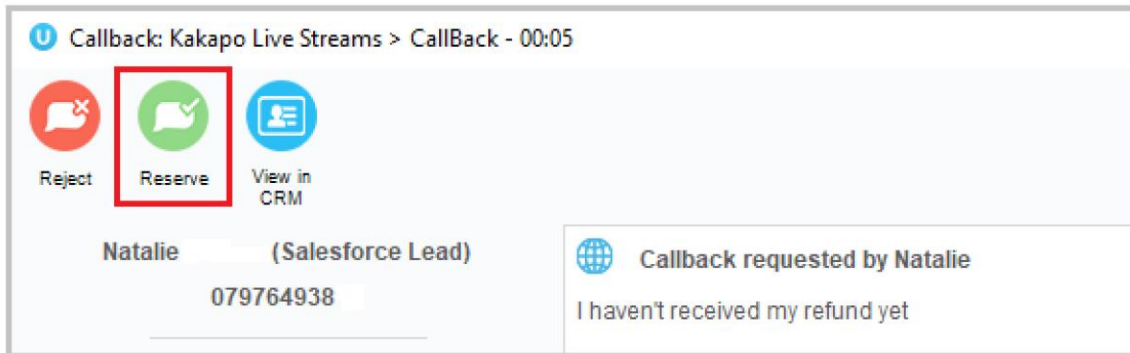 U Callback: Kakapo Live Streams > CallBack - 00:05
Reject Reserve View in
CRM
Natalie (Salesforce Lead)
079764938
Callback requested by Natalie
I haven't received my refund yet